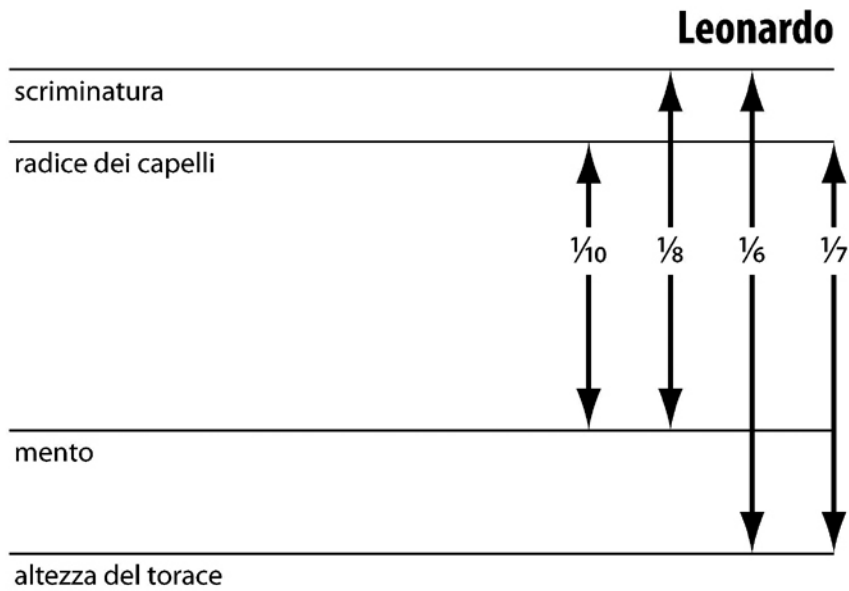 Leonardo
scriminatura
radice dei capelli
⅒ ⅛ ⅙ ⅐
mento
altezza del torace